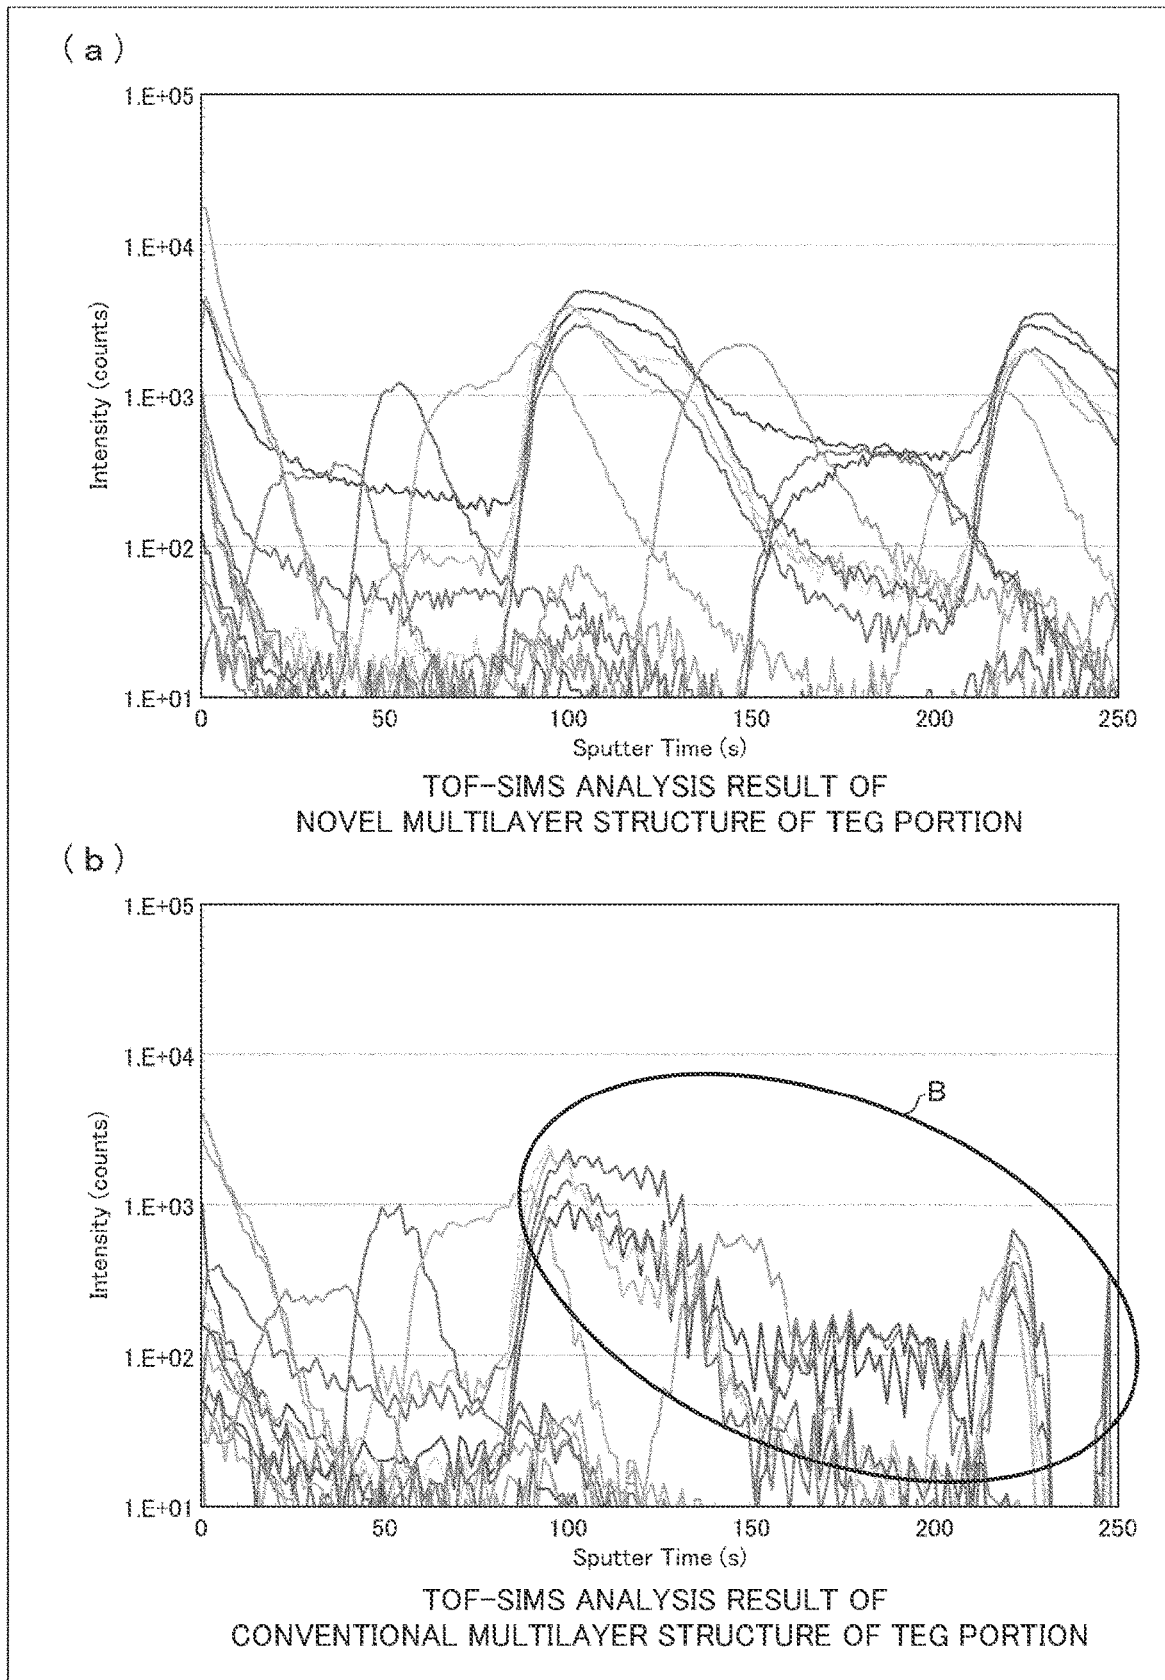 (a)
1.E+05
1.E+04
1.E+03
1.E+02
1.E+01
Intensity (counts)
0 50 100 150 200 250
Sputter Time (s)
TOF-SIMS ANALYSIS RESULT OF
NOVEL MULTILAYER STRUCTURE OF TEG PORTION
(b)
1.E+05
1.E+04
B
1.E+03
1.E+02
1.E+01
Intensity (counts)
0 50 100 150 200 250
Sputter Time (s)
TOF-SIMS ANALYSIS RESULT OF
CONVENTIONAL MULTILAYER STRUCTURE OF TEG PORTION